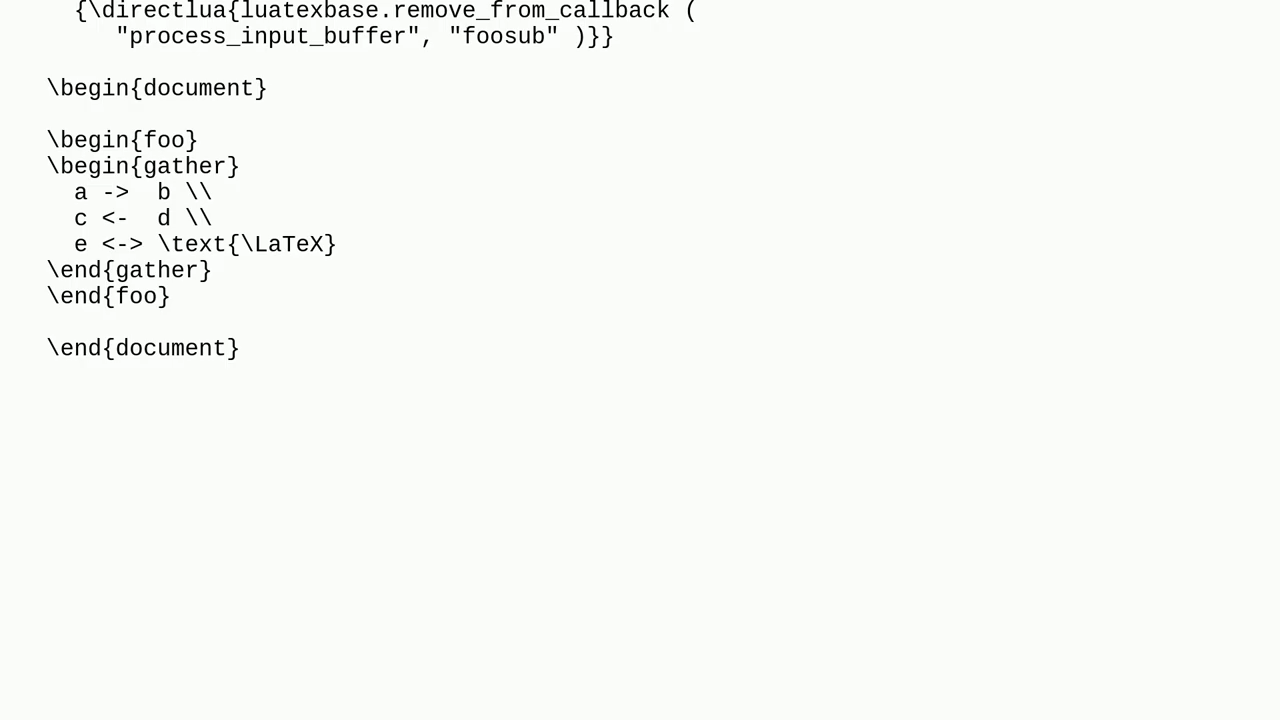 {\directlua{luatexbase.remove_from_callback (
"process_input_buffer", "foosub" )}}
\begin{document}
\begin{foo}
\begin{gather}
a ->  b \\
c <-  d \\
e <-> \text{\LaTeX}
\end{gather}
\end{foo}
\end{document}